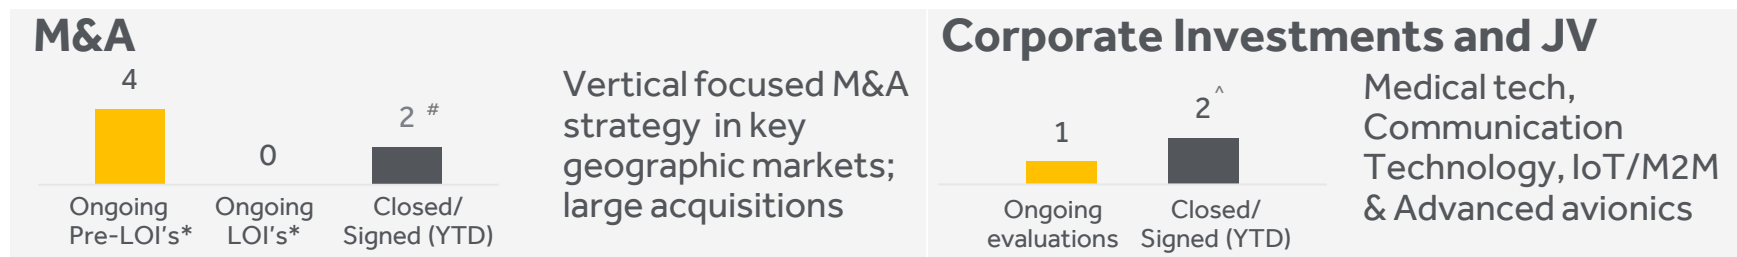 M&A
4
0
2 #
Ongoing
Pre-LOI's*
Ongoing
LOI's*
Closed/
Signed (YTD)
Vertical focused M&A
strategy in key
geographic markets;
large acquisitions
Corporate Investments and JV
1
2^
Ongoing
evaluations
Closed/
Signed (YTD)
Medical tech,
Communication
Technology, IoT/M2M
& Advanced avionics